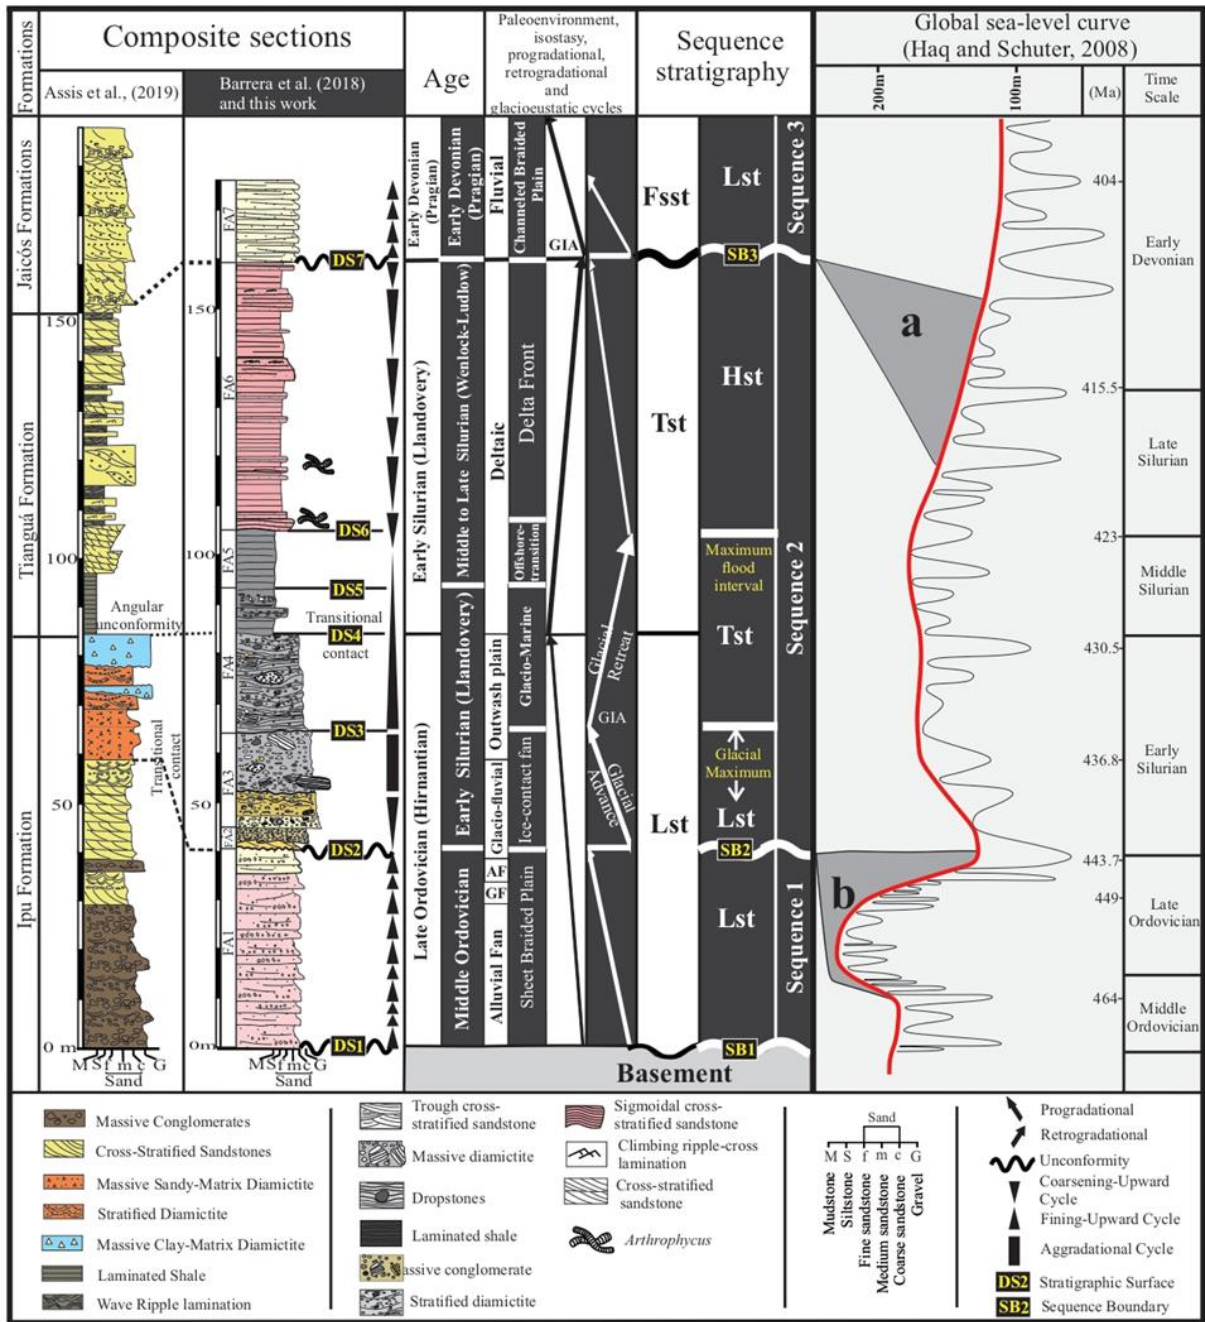 Formations
Composite sections
Assis et al., (2019)
Barrera et al. (2018)
and this work
Age
Paleoenvironment,
isostasy,
progradational,
retrogradational
and
glacioeustatic cycles
Sequence
stratigraphy
Global sea-level curve
(Haq and Schuter, 2008)
200m
100m
(Ma)
Time
Scale
Jaicós Formations
Tianguá Formation
Ipu Formation
150
100
50
0 m
M S f m c G
Sand
Angular
unconformity
Transitional
contact
150
100
50
0m
M S f m c G
Sand
FA7
FA6
FA5
FA4
FA3
FA2
FA1
DS7
DS6
DS5
Transitional
DS4
contact
DS3
DS2
DS1
Early Devonian
(Pragian)
Early Silurian (Llandovery)
Late Ordovician (Hirnantian)
Early Devonian
(Pragian)
Middle to Late Silurian (Wenlock-Ludlow)
Early Silurian (Llandovery)
Middle Ordovician
Fluvial
Deltaic
Outwash plain
Glacio-fluvial
AF
GF
Alluvial Fan
Channeled Braided
Plain
Delta Front
Offshore-
transition
Glacio-Marine
Ice-contact fan
Sheet Braided Plain
GIA
Glacial
Retreat
GIA
Glacial
Advance
Fsst
Tst
Lst
Basement
Lst
SB3
Hst
Maximum
flood
interval
Tst
Glacial
Maximum
Lst
SB2
Lst
SB1
Sequence 3
Sequence 2
Sequence 1
a
b
404
415.5
423
430.5
436.8
443.7
449
464
Early
Devonian
Late
Silurian
Middle
Silurian
Early
Silurian
Late
Ordovician
Middle
Ordovician
Massive Conglomerates
Cross-Stratified Sandstones
Massive Sandy-Matrix Diamictite
Stratified Diamictite
Massive Clay-Matrix Diamictite
Laminated Shale
Wave Ripple lamination
Trough cross-
stratified sandstone
Massive diamictite
Dropstones
Laminated shale
assive conglomerate
Stratified diamictite
Sigmoidal cross-
stratified sandstone
Climbing ripple-cross
lamination
Cross-stratified
sandstone
Arthrophycus
Sand
M S f m c G
Mudstone
Siltstone
Fine sandstone
Medium sandstone
Coarse sandstone
Gravel
Progradational
Retrogradational
Unconformity
Coarsening-Upward
Cycle
Fining-Upward Cycle
Aggradational Cycle
DS2 Stratigraphic Surface
SB2 Sequence Boundary